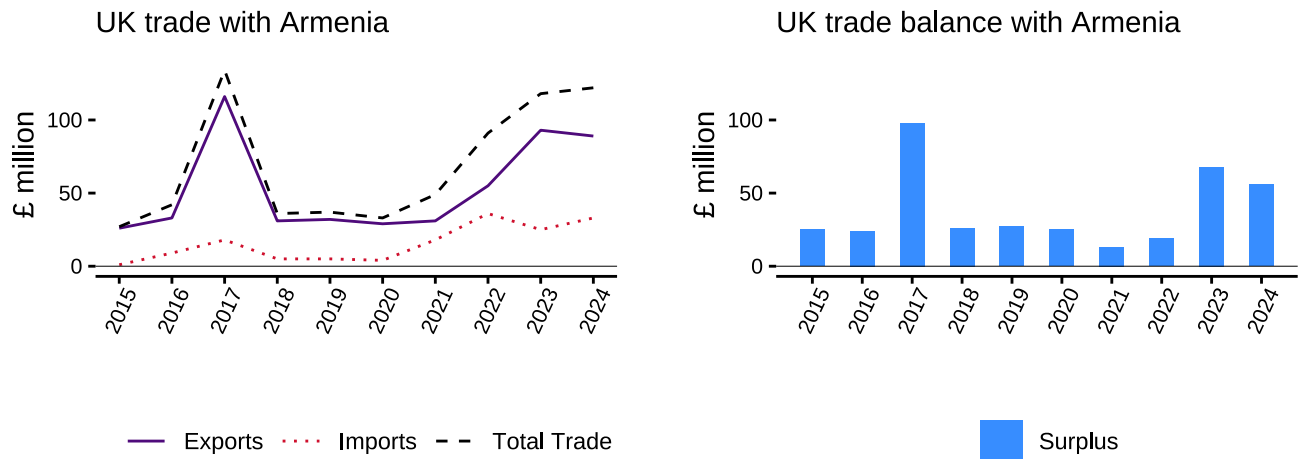 UK trade with Armenia
£ million
100
50
0
2015 2016 2017 2018 2019 2020 2021 2022 2023 2024
Exports Imports Total Trade
UK trade balance with Armenia
£ million
100
50
0
2015 2016 2017 2018 2019 2020 2021 2022 2023 2024
Surplus